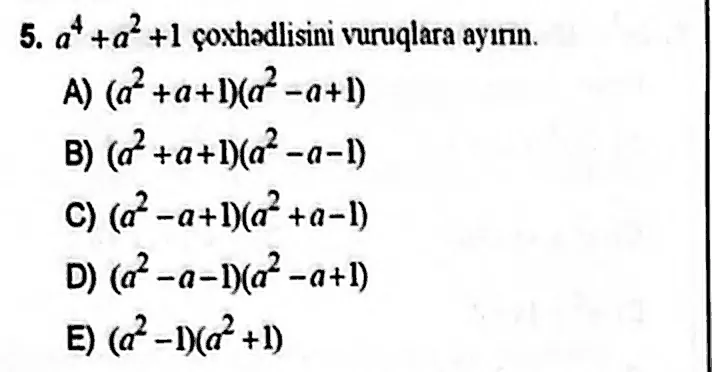 5. a⁴ + a² + 1 çoxhədlisini vuruqlara ayırın.
A) (a² + a + 1)(a² − a + 1)
B) (a² + a + 1)(a² − a − 1)
C) (a² − a + 1)(a² + a − 1)
D) (a² − a − 1)(a² − a + 1)
E) (a² − 1)(a² + 1)